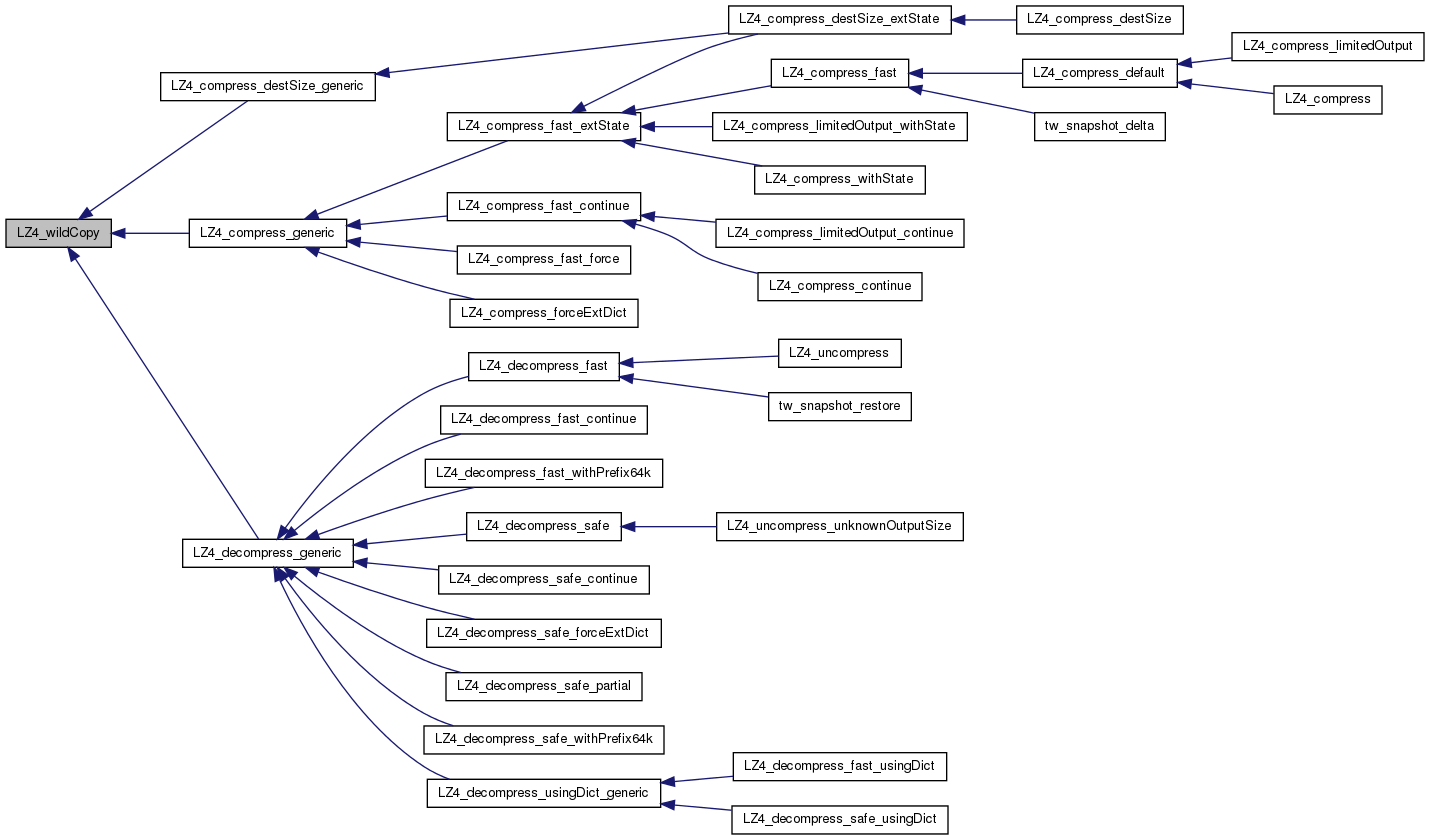 LZ4_compress_destSize_extState
LZ4_compress_destSize
LZ4_compress_limitedOutput
LZ4_compress_destSize_generic
LZ4_compress_fast
LZ4_compress_default
LZ4_compress
LZ4_compress_fast_extState
LZ4_compress_limitedOutput_withState
tw_snapshot_delta
LZ4_compress_withState
LZ4_wildCopy
LZ4_compress_generic
LZ4_compress_fast_continue
LZ4_compress_limitedOutput_continue
LZ4_compress_fast_force
LZ4_compress_continue
LZ4_compress_forceExtDict
LZ4_decompress_fast
LZ4_uncompress
tw_snapshot_restore
LZ4_decompress_fast_continue
LZ4_decompress_fast_withPrefix64k
LZ4_decompress_safe
LZ4_uncompress_unknownOutputSize
LZ4_decompress_generic
LZ4_decompress_safe_continue
LZ4_decompress_safe_forceExtDict
LZ4_decompress_safe_partial
LZ4_decompress_safe_withPrefix64k
LZ4_decompress_usingDict_generic
LZ4_decompress_fast_usingDict
LZ4_decompress_safe_usingDict